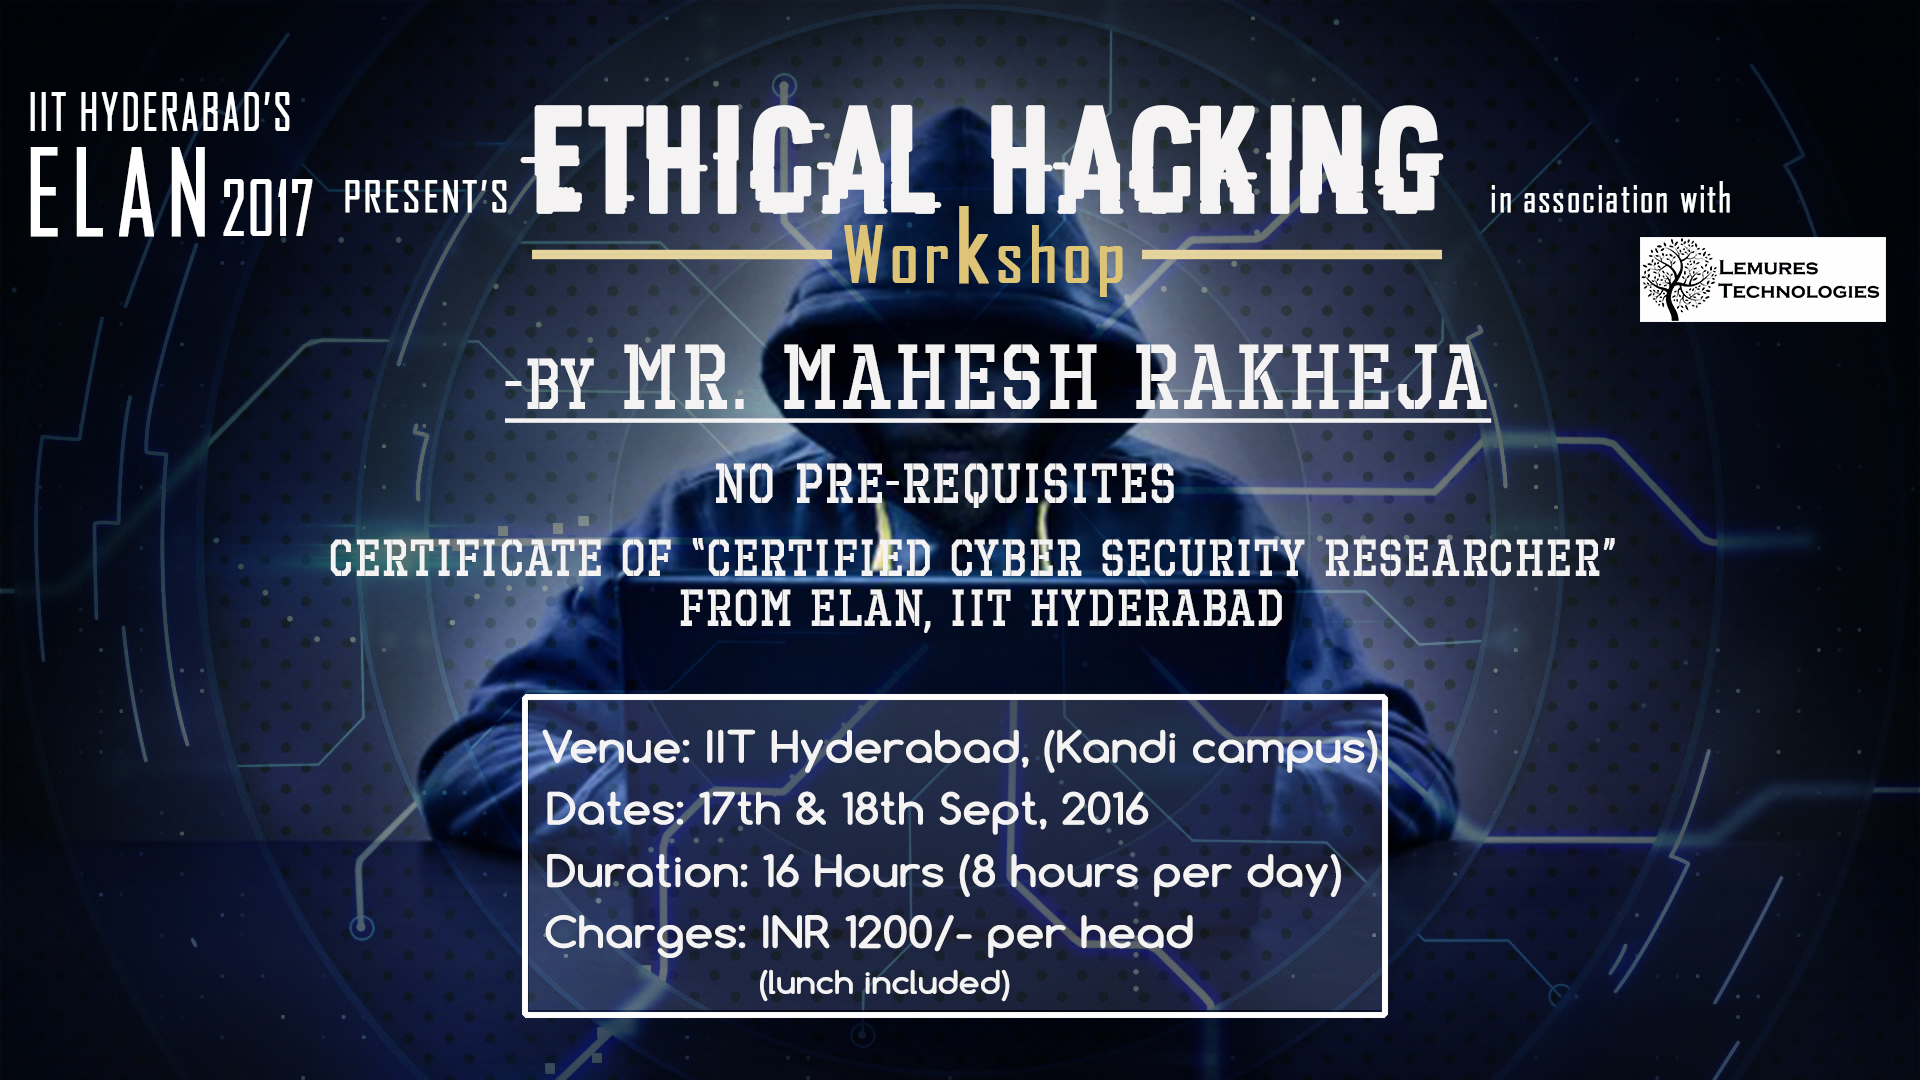 IIT HYDERABAD'S
ELAN 2017
PRESENT'S
ETHICAL HACKING
Workshop
in association with
LEMURES
TECHNOLOGIES
-BY MR. MAHESH RAKHEJA
NO PRE-REQUISITES
CERTIFICATE OF "CERTIFIED CYBER SECURITY RESEARCHER"
FROM ELAN, IIT HYDERABAD
Venue: IIT Hyderabad, (Kandi campus)
Dates: 17th & 18th Sept, 2016
Duration: 16 Hours (8 hours per day)
Charges: INR 1200/- per head
(lunch included)